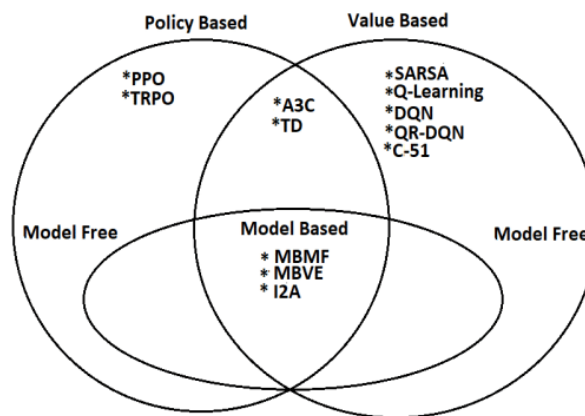 Policy Based
Value Based
*PPO
*TRPO
*A3C
*TD
*SARSA
*Q-Learning
*DQN
*QR-DQN
*C-51
Model Free
Model Based
Model Free
* MBMF
* MBVE
* I2A